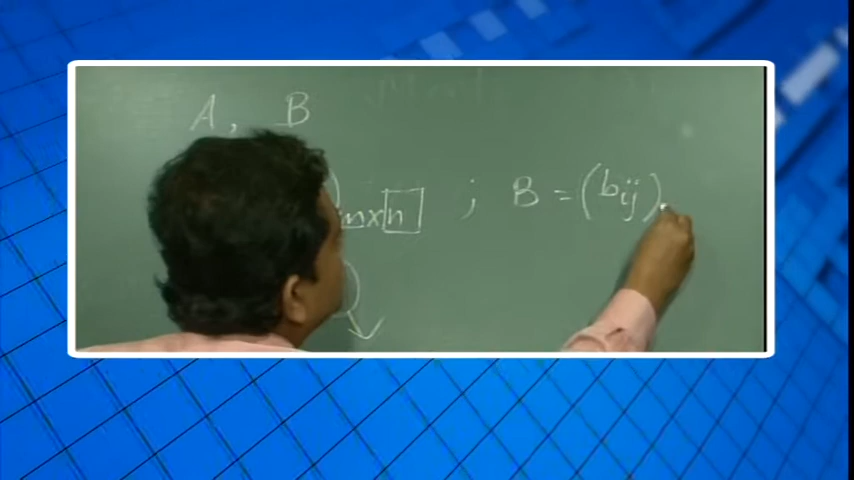 A, B
)m×n ; B = (bij)